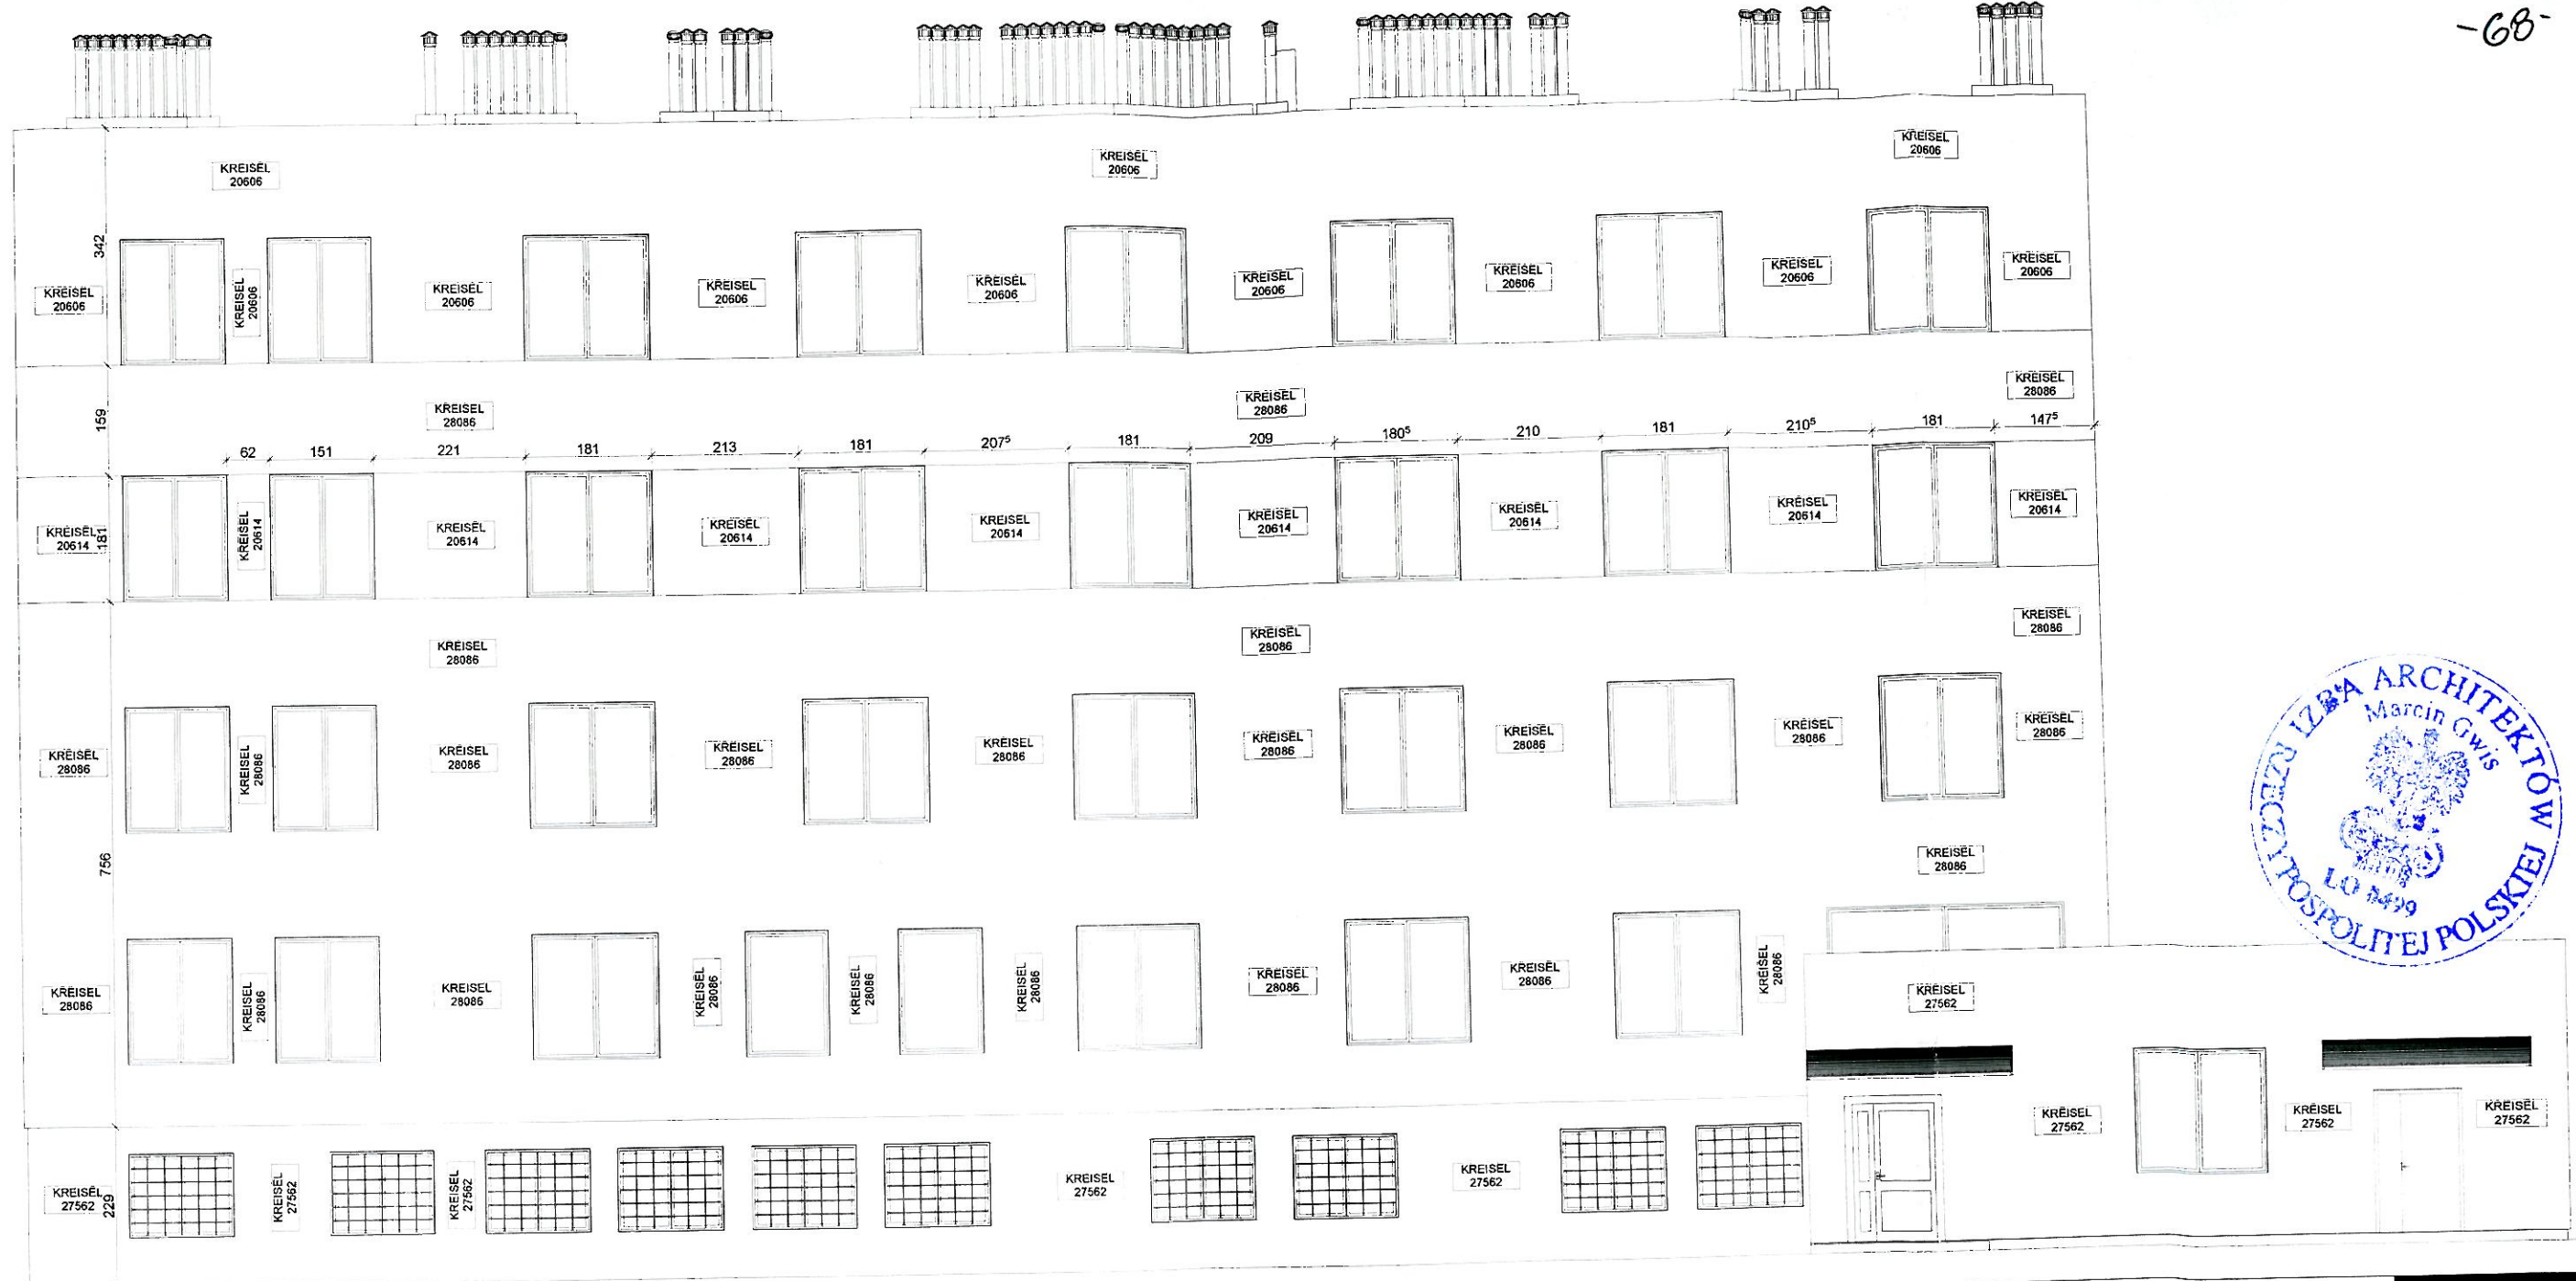 -68-
KREISEL
20606
KREISEL
20606
KREISEL
20606
342
KREISEL
20606
KREISEL
20606
KREISEL
20606
KREISEL
20606
KREISEL
20606
KREISEL
20606
KREISEL
20606
KREISEL
20606
KREISEL
20606
159
KREISEL
28086
KREISEL
28086
KREISEL
28086
62 151 221 181 213 181 207⁵ 181 209 180⁵ 210 181 210⁵ 181 147⁵
KREISEL
20614
181
KREISEL
20614
KREISEL
20614
KREISEL
20614
KREISEL
20614
KREISEL
20614
KREISEL
20614
KREISEL
20614
KREISEL
20614
KREISEL
28086
KREISEL
28086
KREISEL
28086
KREISEL
28086
KREISEL
28086
KREISEL
28086
KREISEL
28086
KREISEL
28086
KREISEL
28086
KREISEL
28086
KREISEL
28086
KREISEL
28086
756
KREISEL
28086
KREISEL
28086
KREISEL
28086
KREISEL
28086
KREISEL
28086
KREISEL
28086
KREISEL
28086
KREISEL
28086
KREISEL
28086
KREISEL
28086
KREISEL
27562
KREISEL
27562
KREISEL
27562
KREISEL
27562
KREISEL
27562
229
KREISEL
27562
KREISEL
27562
KREISEL
27562
KREISEL
27562
IZBA ARCHITEKTÓW
RZECZYPOSPOLITEJ POLSKIEJ
Marcin Gwis
LO